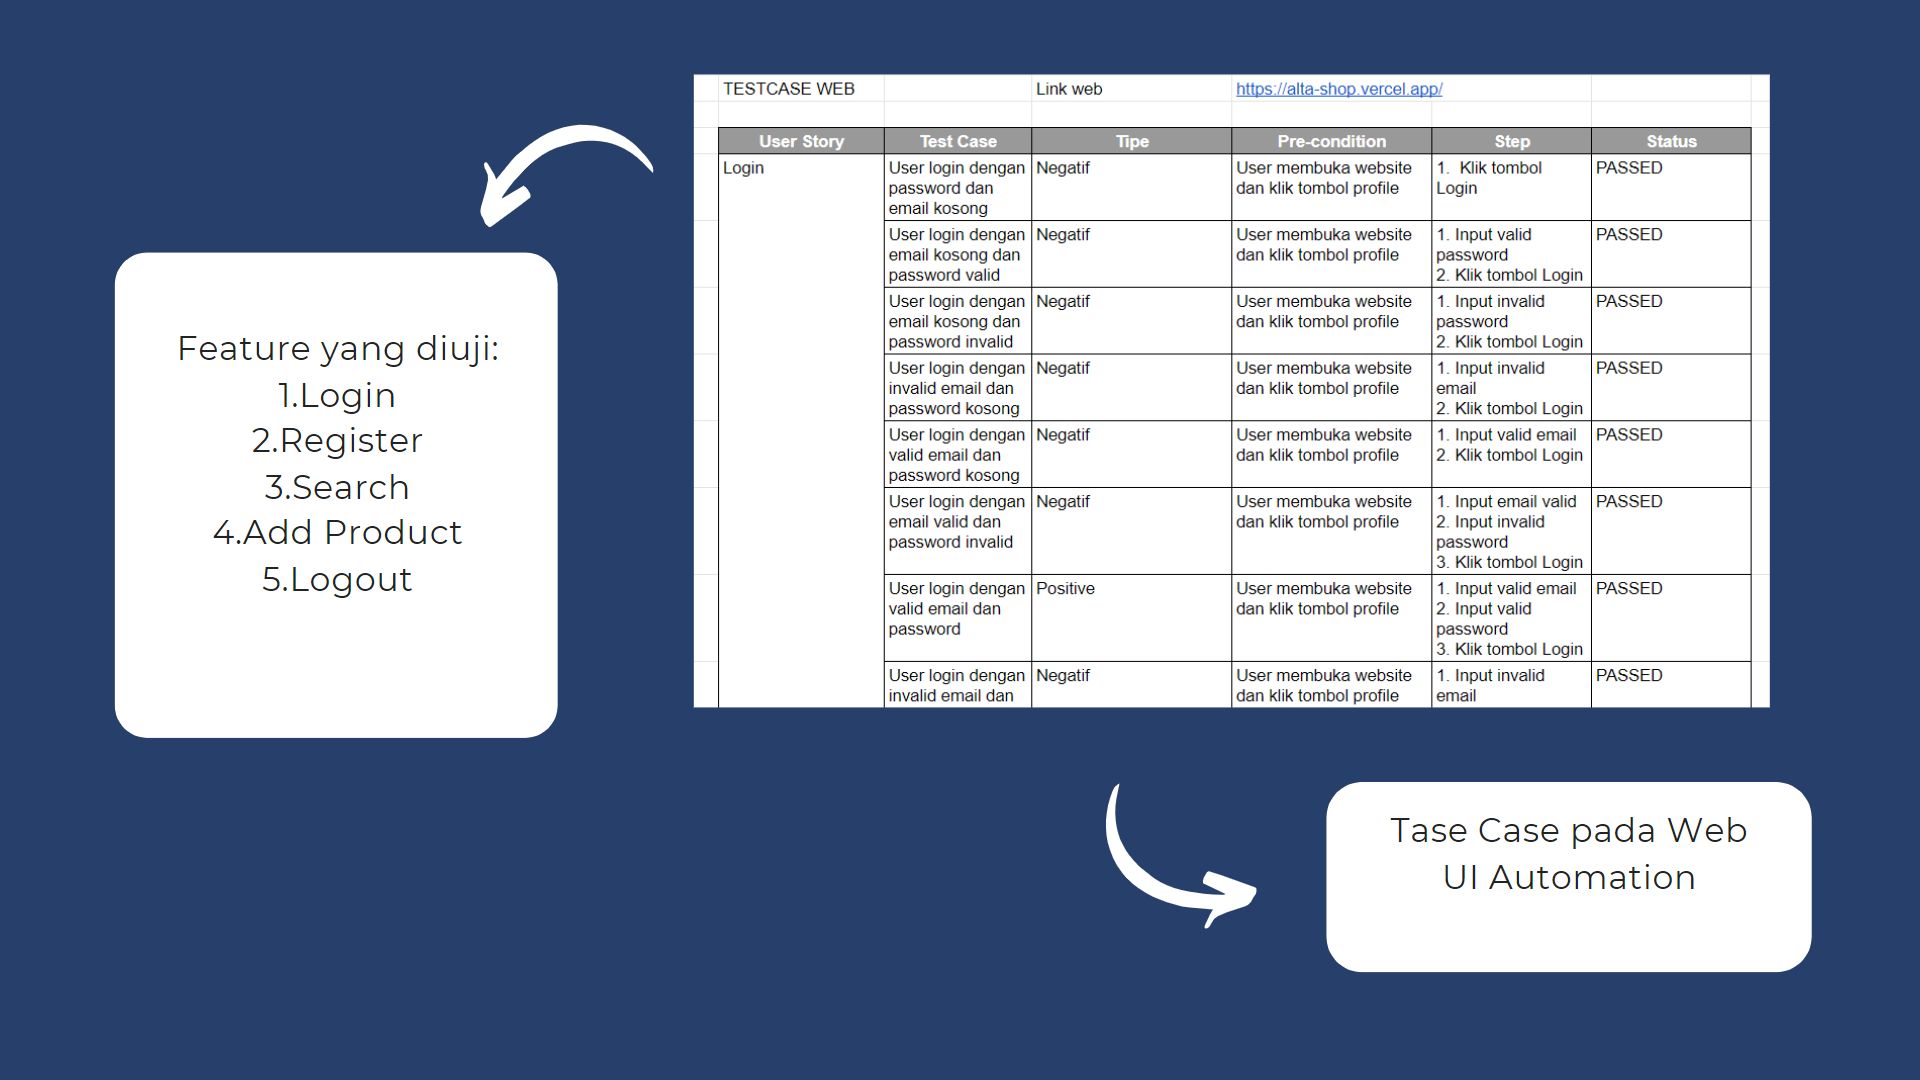 TESTCASE WEB Link web https://alta-shop.vercel.app/
User Story Test Case Tipe Pre-condition Step Status
Login User login dengan Negatif User membuka website 1. Klik tombol PASSED
password dan dan klik tombol profile Login
email kosong
User login dengan Negatif User membuka website 1. Input valid PASSED
email kosong dan dan klik tombol profile password
password valid 2. Klik tombol Login
User login dengan Negatif User membuka website 1. Input invalid PASSED
email kosong dan dan klik tombol profile password
password invalid 2. Klik tombol Login
User login dengan Negatif User membuka website 1. Input invalid PASSED
invalid email dan dan klik tombol profile email
password kosong 2. Klik tombol Login
User login dengan Negatif User membuka website 1. Input valid email PASSED
valid email dan dan klik tombol profile 2. Klik tombol Login
password kosong
User login dengan Negatif User membuka website 1. Input email valid PASSED
email valid dan dan klik tombol profile 2. Input invalid
password invalid password
3. Klik tombol Login
User login dengan Positive User membuka website 1. Input valid email PASSED
valid email dan dan klik tombol profile 2. Input valid
password password
3. Klik tombol Login
User login dengan Negatif User membuka website 1. Input invalid PASSED
invalid email dan dan klik tombol profile email
Feature yang diuji:
1.Login
2.Register
3.Search
4.Add Product
5.Logout
Tase Case pada Web
UI Automation